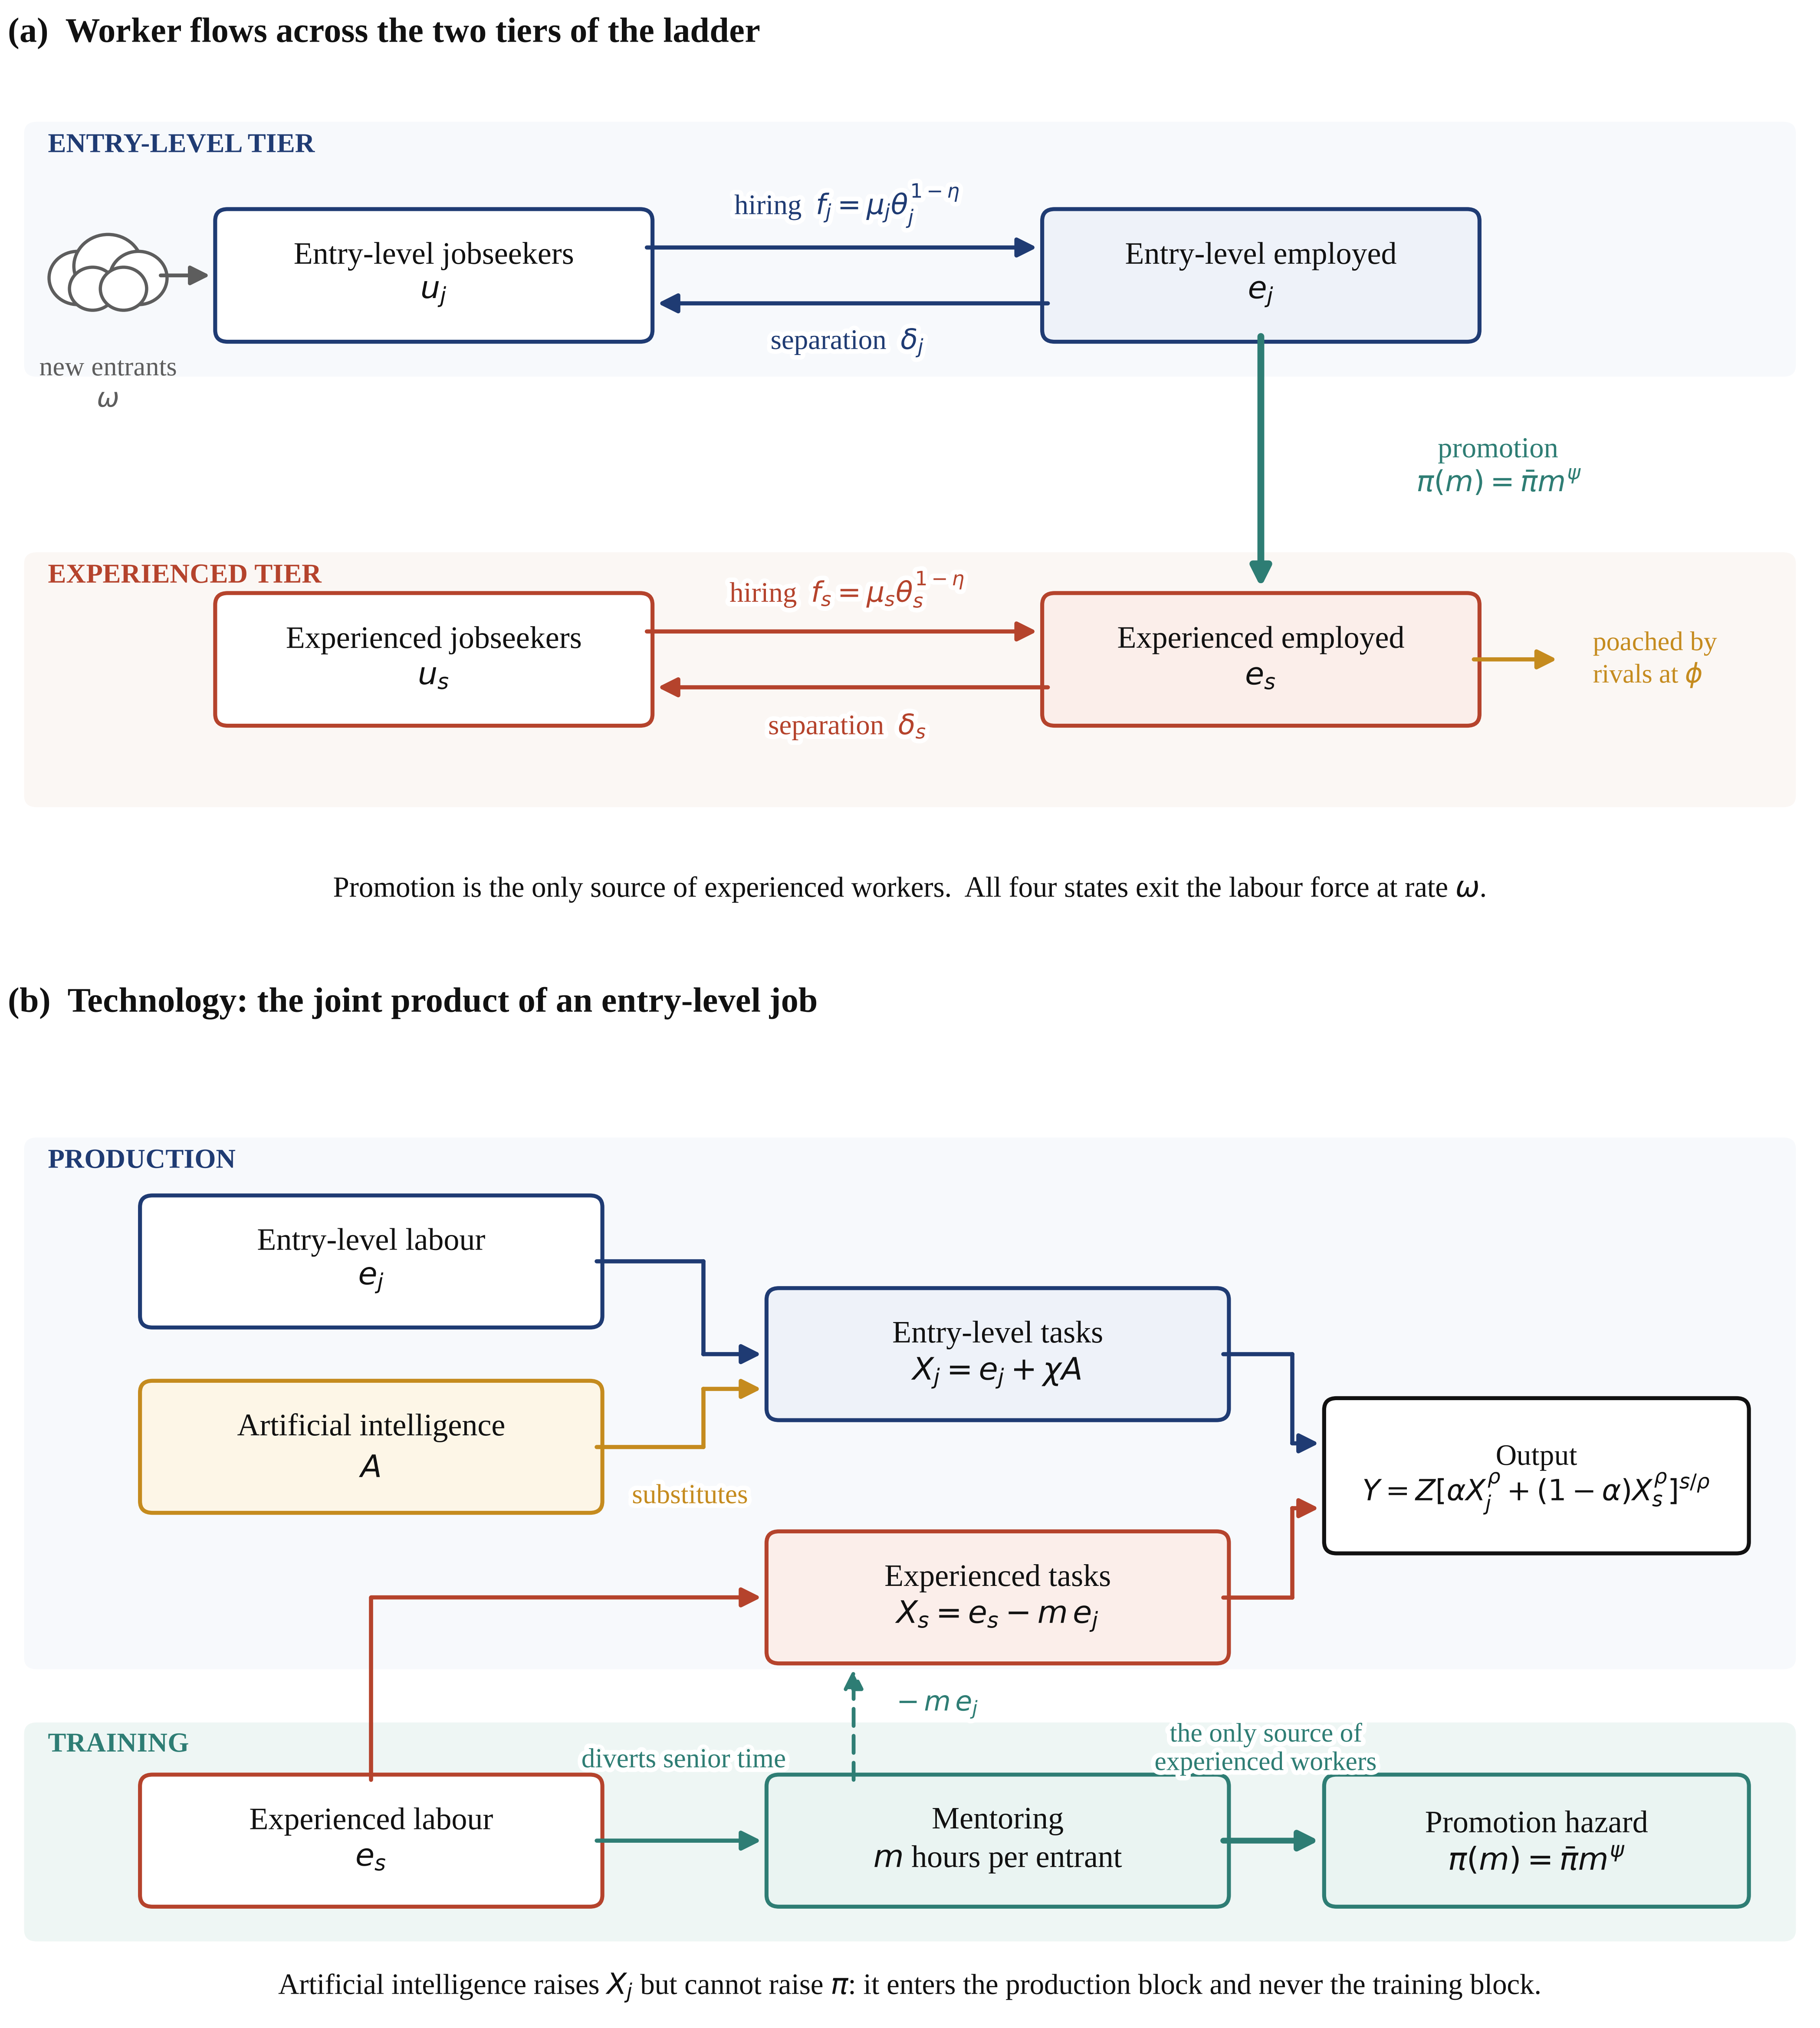 (a) Worker flows across the two tiers of the ladder
ENTRY-LEVEL TIER
new entrants
ω
Entry-level jobseekers
u_j
hiring f_j = μ_jθ_j^{1−η}
separation δ_j
Entry-level employed
e_j
promotion
π(m) = π̄m^ψ
EXPERIENCED TIER
Experienced jobseekers
u_s
hiring f_s = μ_sθ_s^{1−η}
separation δ_s
Experienced employed
e_s
poached by
rivals at ϕ
Promotion is the only source of experienced workers. All four states exit the labour force at rate ω.
(b) Technology: the joint product of an entry-level job
PRODUCTION
Entry-level labour
e_j
Artificial intelligence
A
substitutes
Entry-level tasks
X_j = e_j + χA
Experienced tasks
X_s = e_s − m e_j
Output
Y = Z[αX_j^ρ + (1 − α)X_s^ρ]^{s/ρ}
− m e_j
TRAINING
diverts senior time
the only source of
experienced workers
Experienced labour
e_s
Mentoring
m hours per entrant
Promotion hazard
π(m) = π̄m^ψ
Artificial intelligence raises X_j but cannot raise π: it enters the production block and never the training block.